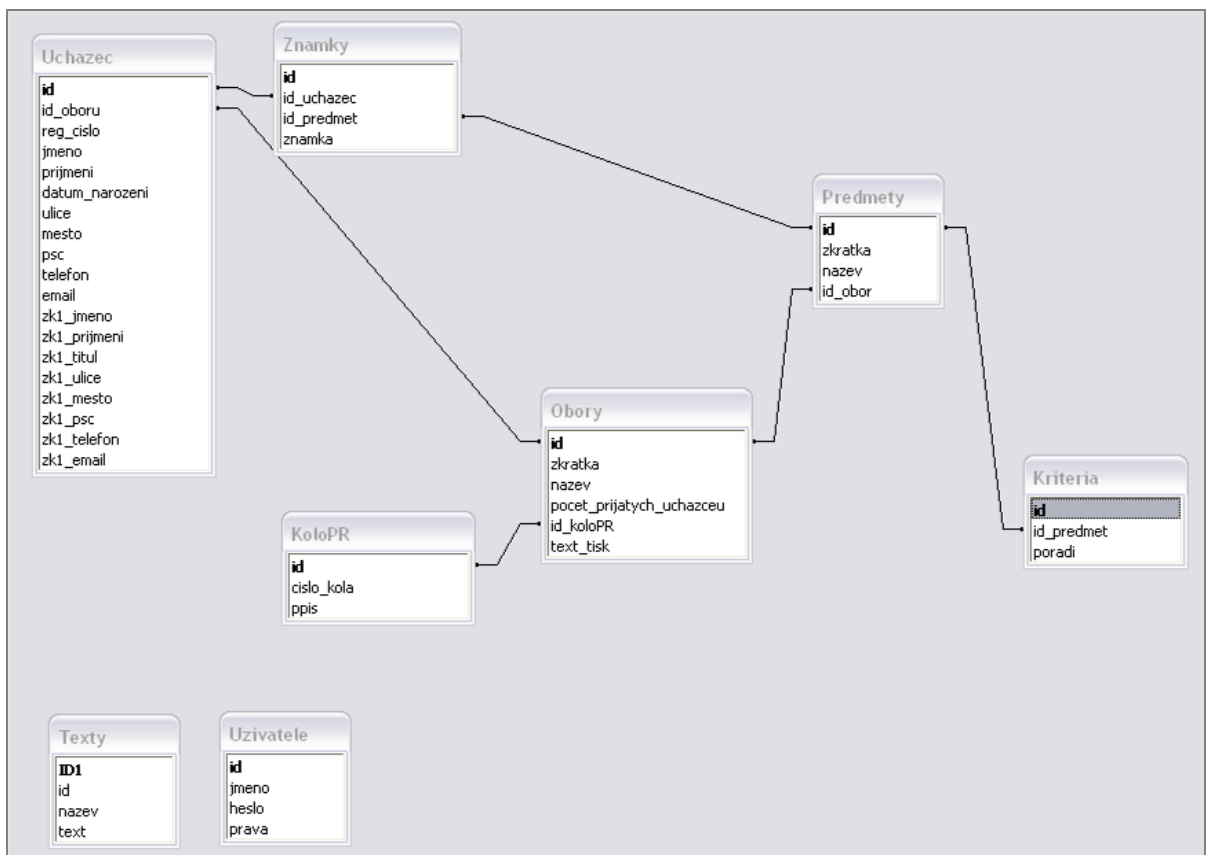 Uchazec
id
id_oboru
reg_cislo
jmeno
prijmeni
datum_narozeni
ulice
mesto
psc
telefon
email
zk1_jmeno
zk1_prijmeni
zk1_titul
zk1_ulice
zk1_mesto
zk1_psc
zk1_telefon
zk1_email
Znamky
id
id_uchazec
id_predmet
znamka
Predmety
id
zkratka
nazev
id_obor
Obory
id
zkratka
nazev
pocet_prijatych_uchazceu
id_koloPR
text_tisk
Kriteria
id
id_predmet
poradi
KoloPR
id
cislo_kola
ppis
Texty
ID1
id
nazev
text
Uzivatele
id
jmeno
heslo
prava